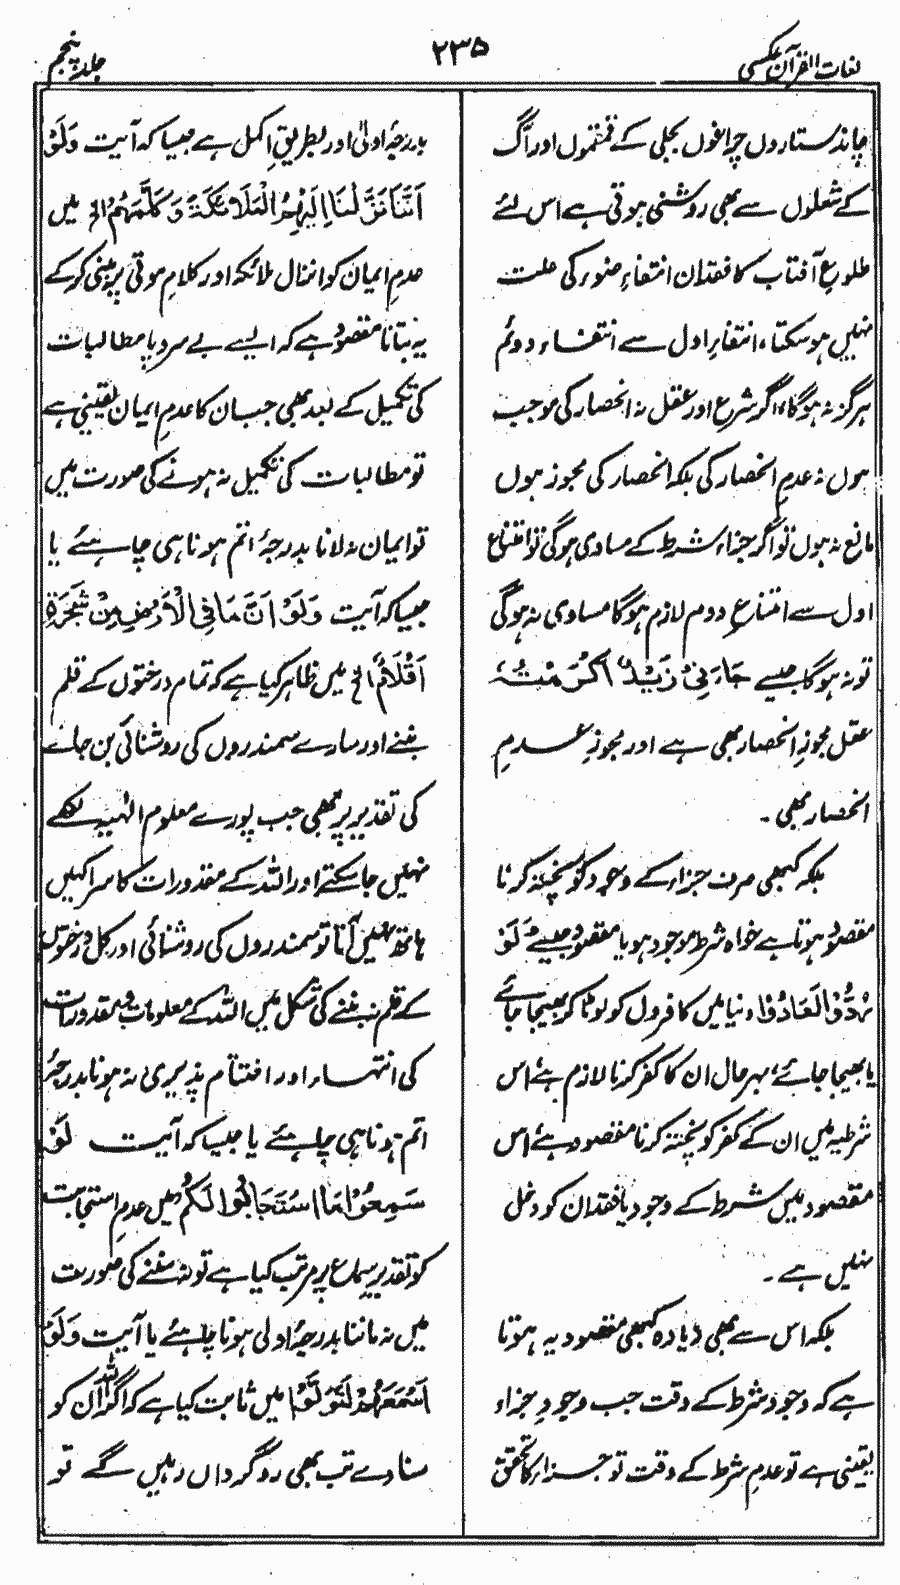 لغات القرآن عکسی
۲۳۵
جلد پنجم
چاند ستاروں چراغوں بجلی کے قمقموں اور آگ
کے شعلوں سے بھی روشنی ہوتی ہے اس لئے
طلوعِ آفتاب کا فقدان انتفاءِ ضوء کی علت
نہیں ہو سکتا، انتفاءِ اول سے انتفاء دوئم
ہرگز نہ ہوگا، اگر شرع اور عقل نہ انحصار کی موجب
ہوں نہ عدمِ انحصار کی بلکہ انحصار کی مجوز ہوں
مانع نہ ہوں تو اگر جزاء شرط کے مساوی ہوگی تو امتناع
اول سے امتناعِ دوم لازم ہوگا مساوی نہ ہوگی
تو نہ ہوگا جیسے جَاءَنِیْ زَیْدٌ اَکْرَمْتُہٗ،
عقل مجوزِ انحصار بھی ہے اور مجوزِ عدمِ
انحصار بھی ۔
بلکہ کبھی صرف جزاء کے وجود کو پختہ کرنا
مقصود ہوتا ہے خواہ شرط موجود ہو یا مفقود جیسے لَوْ
رُدُّوْا لَعَادُوْا، دنیا میں کافروں کو لوٹا کر بھیجا جائے
یا نہ بھیجا جائے، بہرحال ان کا کفر کرنا لازم ہے اس
شرطیہ میں ان کے کفر کو پختہ کرنا مقصود ہے اس
مقصود میں شرط کے وجود یا فقدان کو دخل
نہیں ہے ۔
بلکہ اس سے بھی زیادہ کبھی مقصود یہ ہوتا
ہے کہ وجودِ شرط کے وقت جب وجودِ جزاء
یقینی ہے تو عدمِ شرط کے وقت تو جزاء کا تحقق
بدرجۂ اولیٰ اور بطریقِ اکمل ہے جیسا کہ آیت وَلَوْ
اَنَّنَا نَزَّلْنَا اِلَیْہِمُ الْمَلَائِکَۃَ وَکَلَّمَہُمُ الخ میں
عدمِ ایمان کو انزال ملائکہ اور کلامِ موتیٰ پر مبنی کر کے
یہ بتانا مقصود ہے کہ ایسے بے سروپا مطالبات
کی تکمیل کے بعد بھی جب ان کا عدمِ ایمان یقینی ہے
تو مطالبات کی تکمیل نہ ہونے کی صورت میں
تو ایمان نہ لانا بدرجۂ اتم ہونا ہی چاہئے یا
جیسا کہ آیت وَلَوْ اَنَّ مَا فِی الْاَرْضِ مِنْ شَجَرَۃٍ
اَقْلَامٌ الخ میں ظاہر کیا ہے کہ تمام درختوں کے قلم
بننے اور سارے سمندروں کی روشنائی بن جانے
کی تقدیر پر بھی جب پورے معلوم الٰہیہ لکھے
نہیں جا سکتے اور اللہ کے مقدورات کا سرا کہیں
ہاتھ نہیں آتا تو سمندروں کی روشنائی اور کل درختوں
کے قلم نہ بننے کی شکل میں اللہ کے معلومات و مقدورات
کی انتہاء اور اختتام پذیری نہ ہونا بدرجۂ
اتم ہونا ہی چاہئے یا جیسا کہ آیت لَوْ
سَمِعُوْا مَا اسْتَجَابُوْا لَکُمْ میں عدمِ استجابت
کو تقدیرِ سماع پر مرتب کیا ہے تو نہ سننے کی صورت
میں نہ ماننا بدرجۂ اولی ہونا چاہئے یا آیت وَلَوْ
اَسْمَعَہُمْ لَتَوَلَّوْا میں ثابت کیا ہے کہ اگر اللہ ان کو
سنا دے تب بھی روگرداں رہیں گے تو